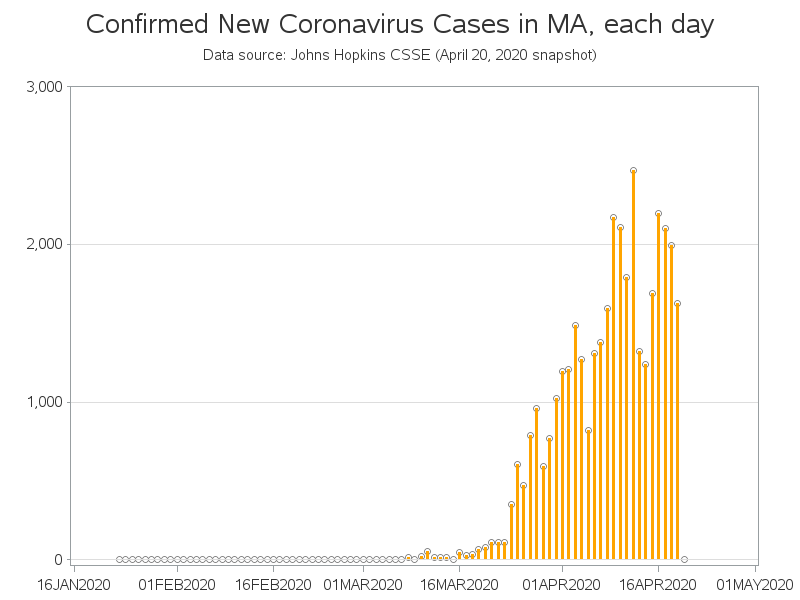 Confirmed New Coronavirus Cases in MA, each day
Data source: Johns Hopkins CSSE (April 20, 2020 snapshot)
3,000
2,000
1,000
0
16JAN2020 01FEB2020 16FEB2020 01MAR2020 16MAR2020 01APR2020 16APR2020 01MAY2020